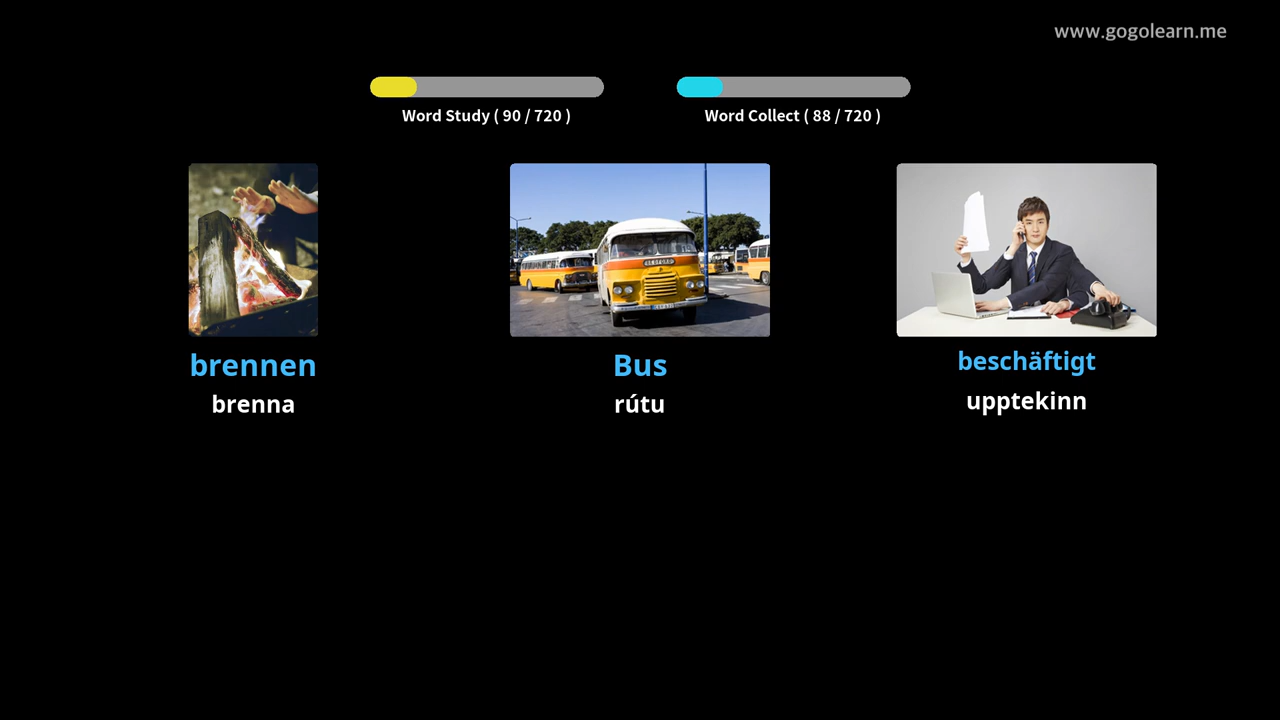 www.gogolearn.me
Word Study ( 90 / 720 )
Word Collect ( 88 / 720 )
brennen
brenna
Bus
rútu
beschäftigt
upptekinn